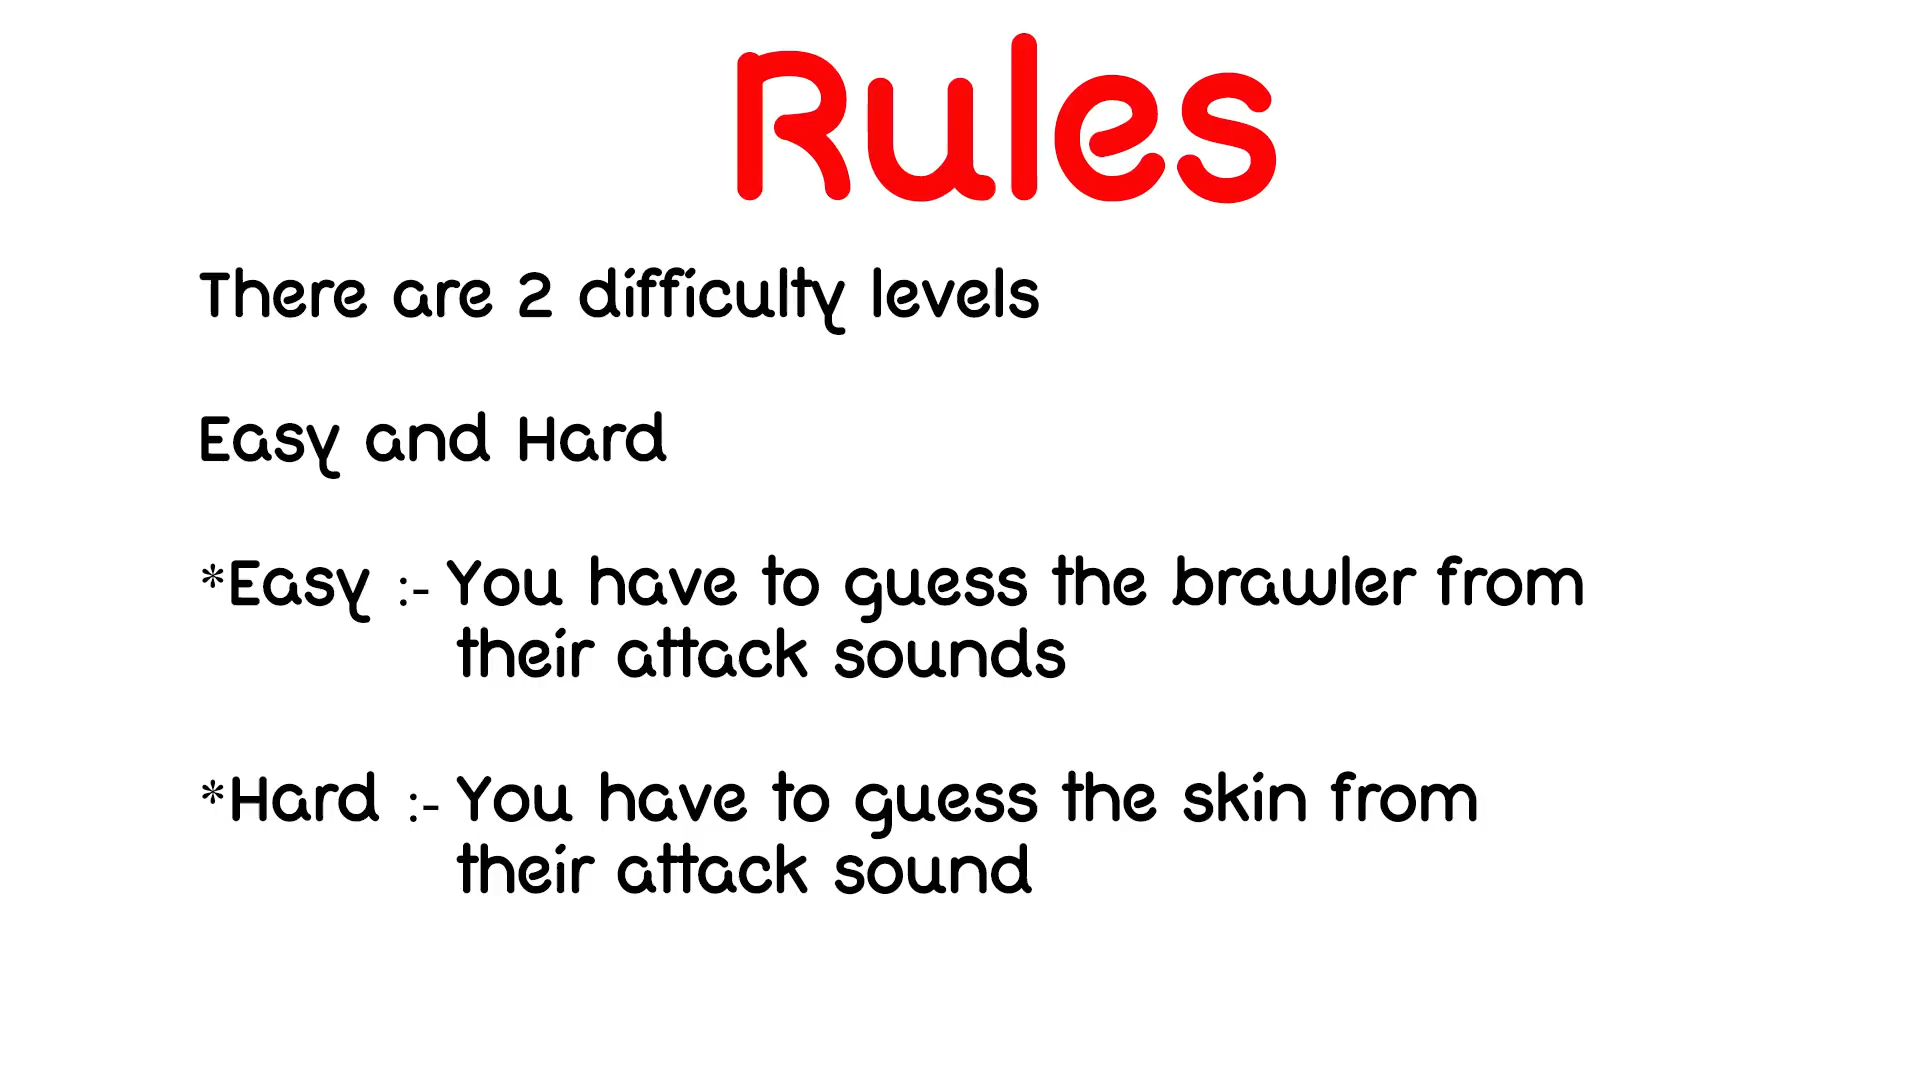 Rules
There are 2 difficulty levels
Easy and Hard
*Easy :- You have to guess the brawler from
their attack sounds
*Hard :- You have to guess the skin from
their attack sound